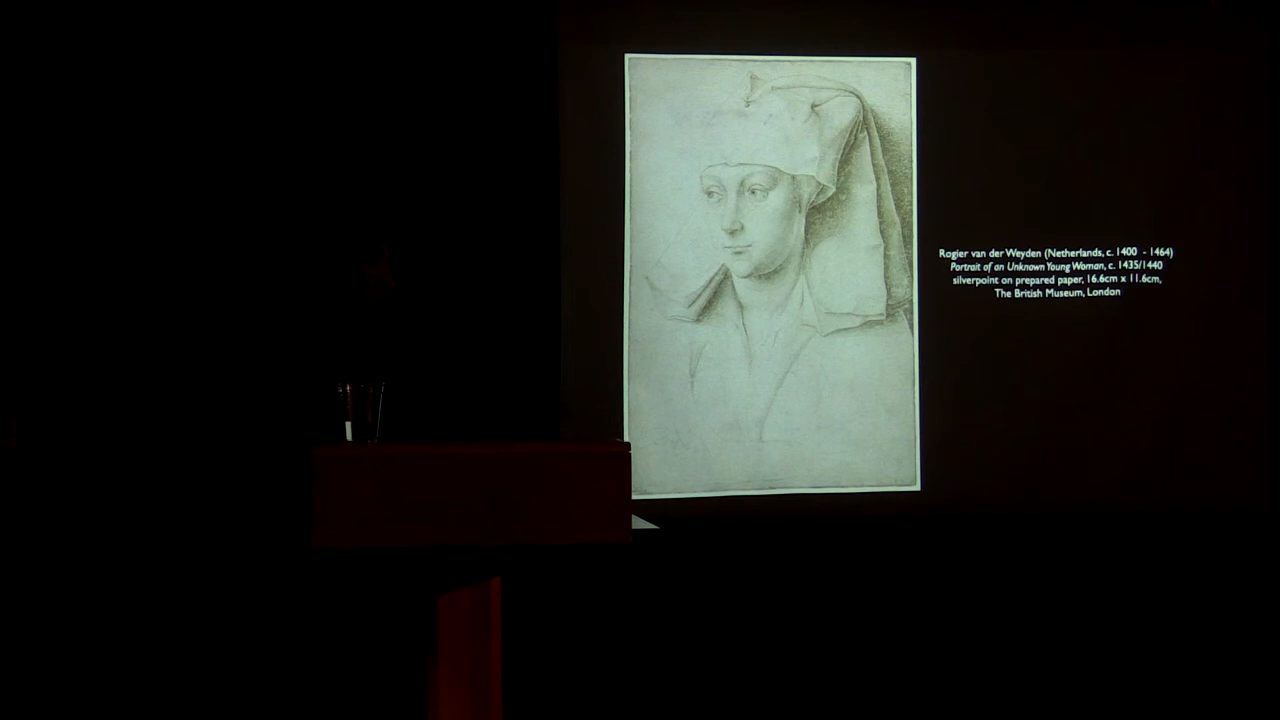 Rogier van der Weyden (Netherlands, c. 1400 - 1464)
Portrait of an Unknown Young Woman, c. 1435/1440
silverpoint on prepared paper, 16.6cm x 11.6cm,
The British Museum, London